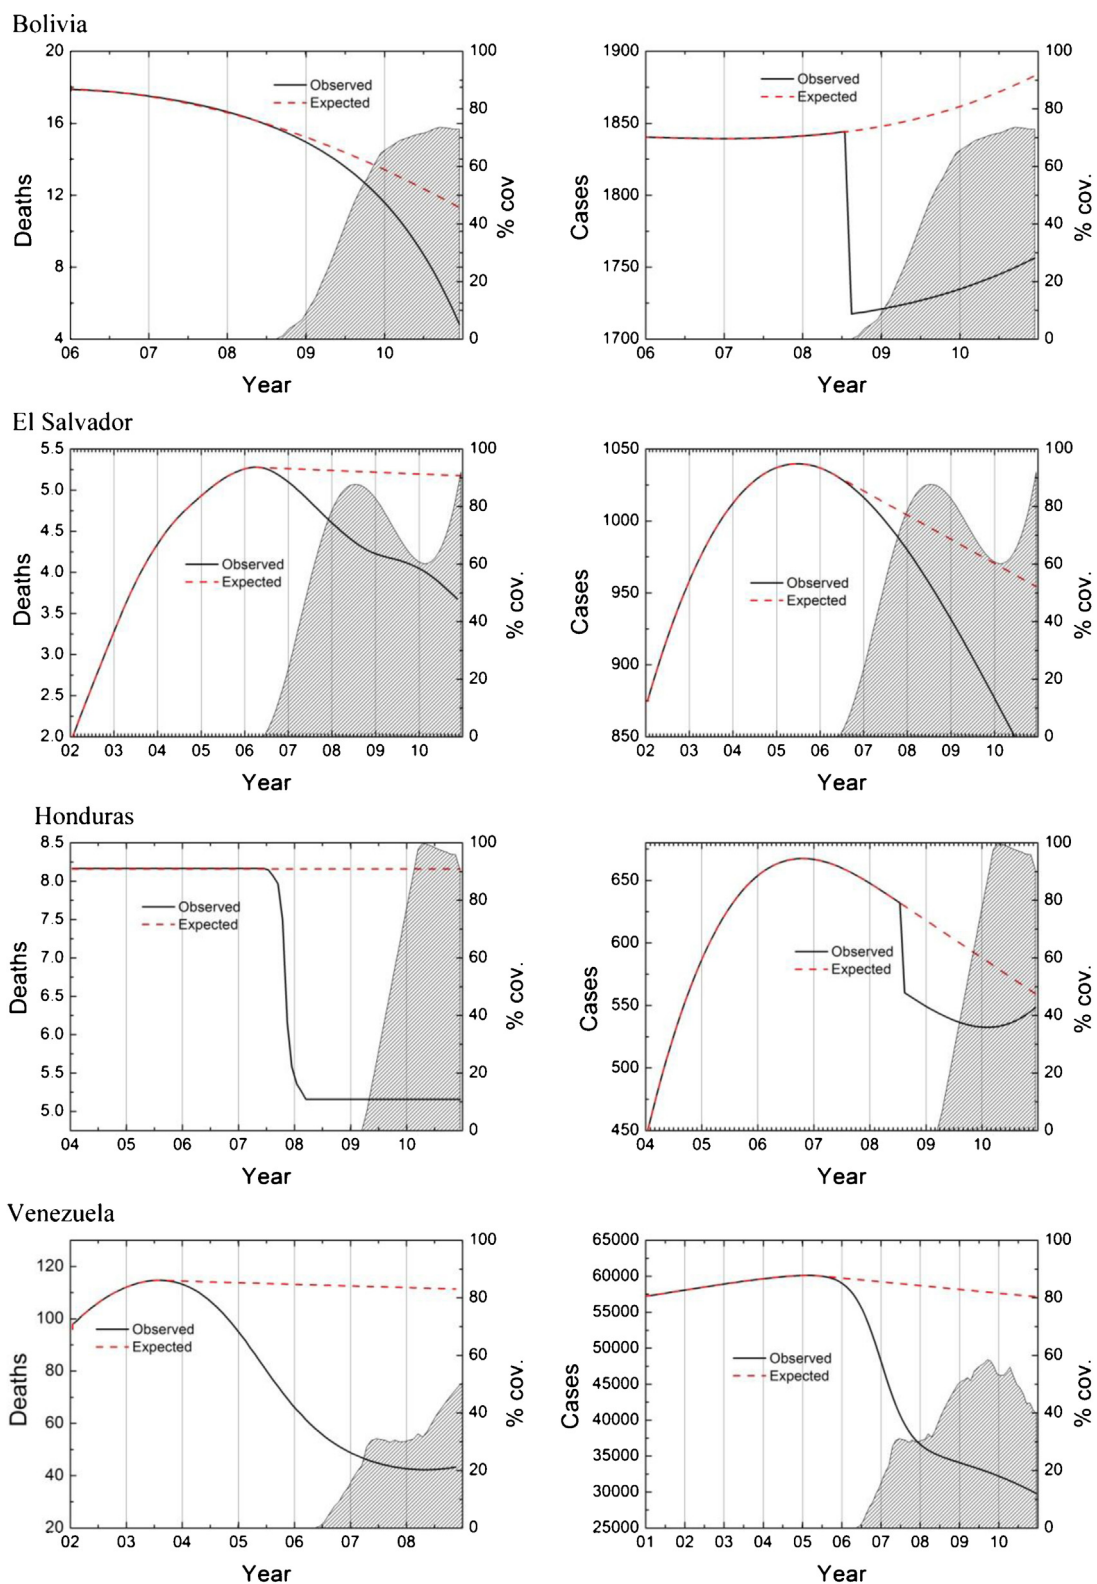 Bolivia
20
16
12
8
4
Deaths
Observed
Expected
100
80
60
40
20
0
% cov
06 07 08 09 10
Year
1900
1850
1800
1750
1700
Cases
Observed
Expected
100
80
60
40
20
0
% cov.
06 07 08 09 10
Year
El Salvador
5.5
5.0
4.5
4.0
3.5
3.0
2.5
2.0
Deaths
Observed
Expected
100
80
60
40
20
0
% cov.
02 03 04 05 06 07 08 09 10
Year
1050
1000
950
900
850
Cases
Observed
Expected
100
80
60
40
20
0
% cov.
02 03 04 05 06 07 08 09 10
Year
Honduras
8.5
8.0
7.5
7.0
6.5
6.0
5.5
5.0
Deaths
Observed
Expected
100
80
60
40
20
0
% cov.
04 05 06 07 08 09 10
Year
650
600
550
500
450
Cases
Observed
Expected
100
80
60
40
20
0
% cov.
04 05 06 07 08 09 10
Year
Venezuela
120
100
80
60
40
20
Deaths
Observed
Expected
100
80
60
40
20
0
% cov.
02 03 04 05 06 07 08
Year
65000
60000
55000
50000
45000
40000
35000
30000
25000
Cases
Observed
Expected
100
80
60
40
20
0
% cov.
01 02 03 04 05 06 07 08 09 10
Year